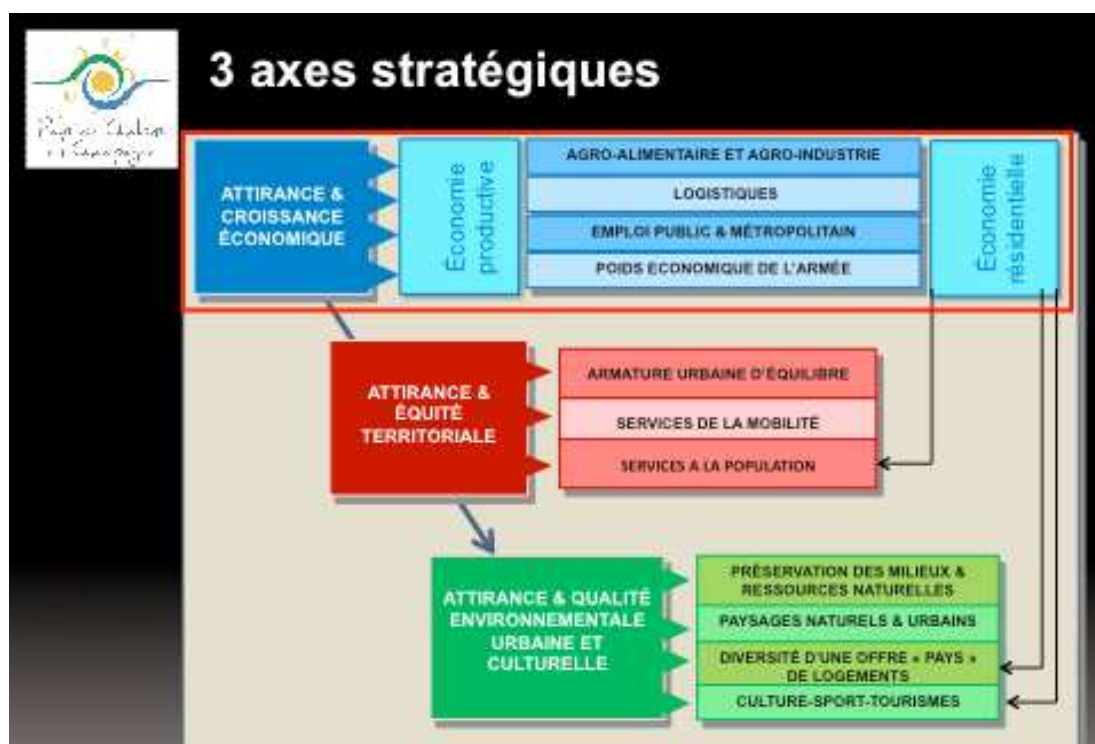 3 axes stratégiques
ATTIRANCE &
CROISSANCE
ÉCONOMIQUE
Économie
productive
AGRO-ALIMENTAIRE ET AGRO-INDUSTRIE
LOGISTIQUES
EMPLOI PUBLIC & MÉTROPOLITAIN
POIDS ECONOMIQUE DE L'ARMÉE
Économie
résidentielle
ATTIRANCE &
ÉQUITÉ
TERRITORIALE
ARMATURE URBAINE D'ÉQUILIBRE
SERVICES DE LA MOBILITÉ
SERVICES A LA POPULATION
ATTIRANCE & QUALITÉ
ENVIRONNEMENTALE
URBAINE ET
CULTURELLE
PRÉSERVATION DES MILIEUX &
RESSOURCES NATURELLES
PAYSAGES NATURELS & URBAINS
DIVERSITÉ D'UNE OFFRE « PAYS »
DE LOGEMENTS
CULTURE-SPORT-TOURISMES